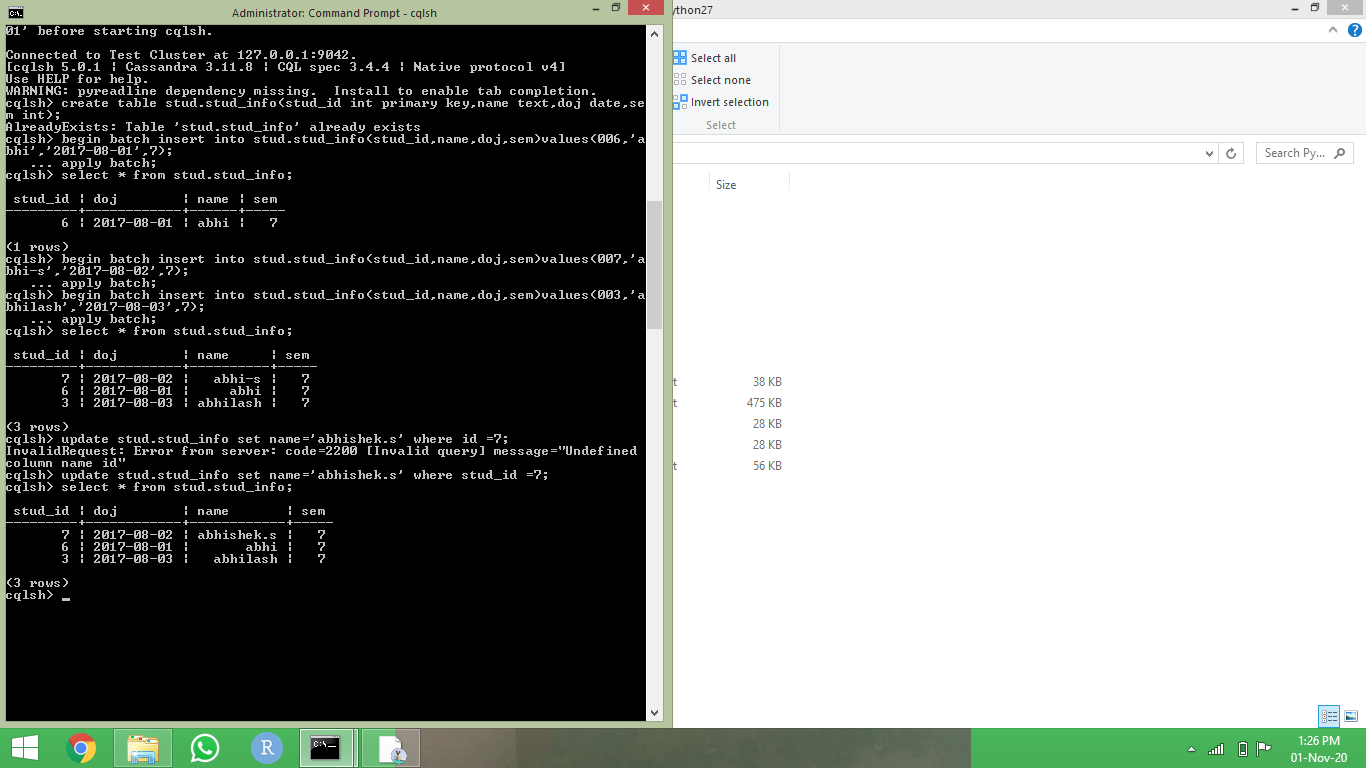 Administrator: Command Prompt - cqlsh
01' before starting cqlsh.
Connected to Test Cluster at 127.0.0.1:9042.
[cqlsh 5.0.1 | Cassandra 3.11.8 | CQL spec 3.4.4 | Native protocol v4]
Use HELP for help.
WARNING: pyreadline dependency missing.  Install to enable tab completion.
cqlsh> create table stud.stud_info(stud_id int primary key,name text,doj date,se
m int);
AlreadyExists: Table 'stud.stud_info' already exists
cqlsh> begin batch insert into stud.stud_info(stud_id,name,doj,sem)values(006,'a
bhi','2017-08-01',7);
   ... apply batch;
cqlsh> select * from stud.stud_info;
 stud_id | doj        | name | sem
---------+------------+------+-----
       6 | 2017-08-01 | abhi |   7
(1 rows)
cqlsh> begin batch insert into stud.stud_info(stud_id,name,doj,sem)values(007,'a
bhi-s','2017-08-02',7);
   ... apply batch;
cqlsh> begin batch insert into stud.stud_info(stud_id,name,doj,sem)values(003,'a
bhilash','2017-08-03',7);
   ... apply batch;
cqlsh> select * from stud.stud_info;
 stud_id | doj        | name     | sem
---------+------------+----------+-----
       7 | 2017-08-02 |   abhi-s |   7
       6 | 2017-08-01 |     abhi |   7
       3 | 2017-08-03 | abhilash |   7
(3 rows)
cqlsh> update stud.stud_info set name='abhishek.s' where id =7;
InvalidRequest: Error from server: code=2200 [Invalid query] message="Undefined
column name id"
cqlsh> update stud.stud_info set name='abhishek.s' where stud_id =7;
cqlsh> select * from stud.stud_info;
 stud_id | doj        | name       | sem
---------+------------+------------+-----
       7 | 2017-08-02 | abhishek.s |   7
       6 | 2017-08-01 |       abhi |   7
       3 | 2017-08-03 |   abhilash |   7
(3 rows)
cqlsh> _
ython27
Select all
Select none
Invert selection
Select
Search Py...
Size
t 38 KB
t 475 KB
28 KB
28 KB
t 56 KB
R
1:26 PM
01-Nov-20